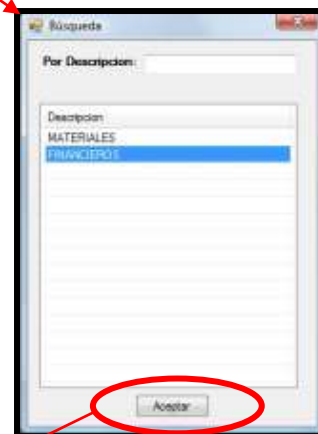 Búsqueda
Por Descripcion:
Descripcion
MATERIALES
FINANCIEROS
Aceptar